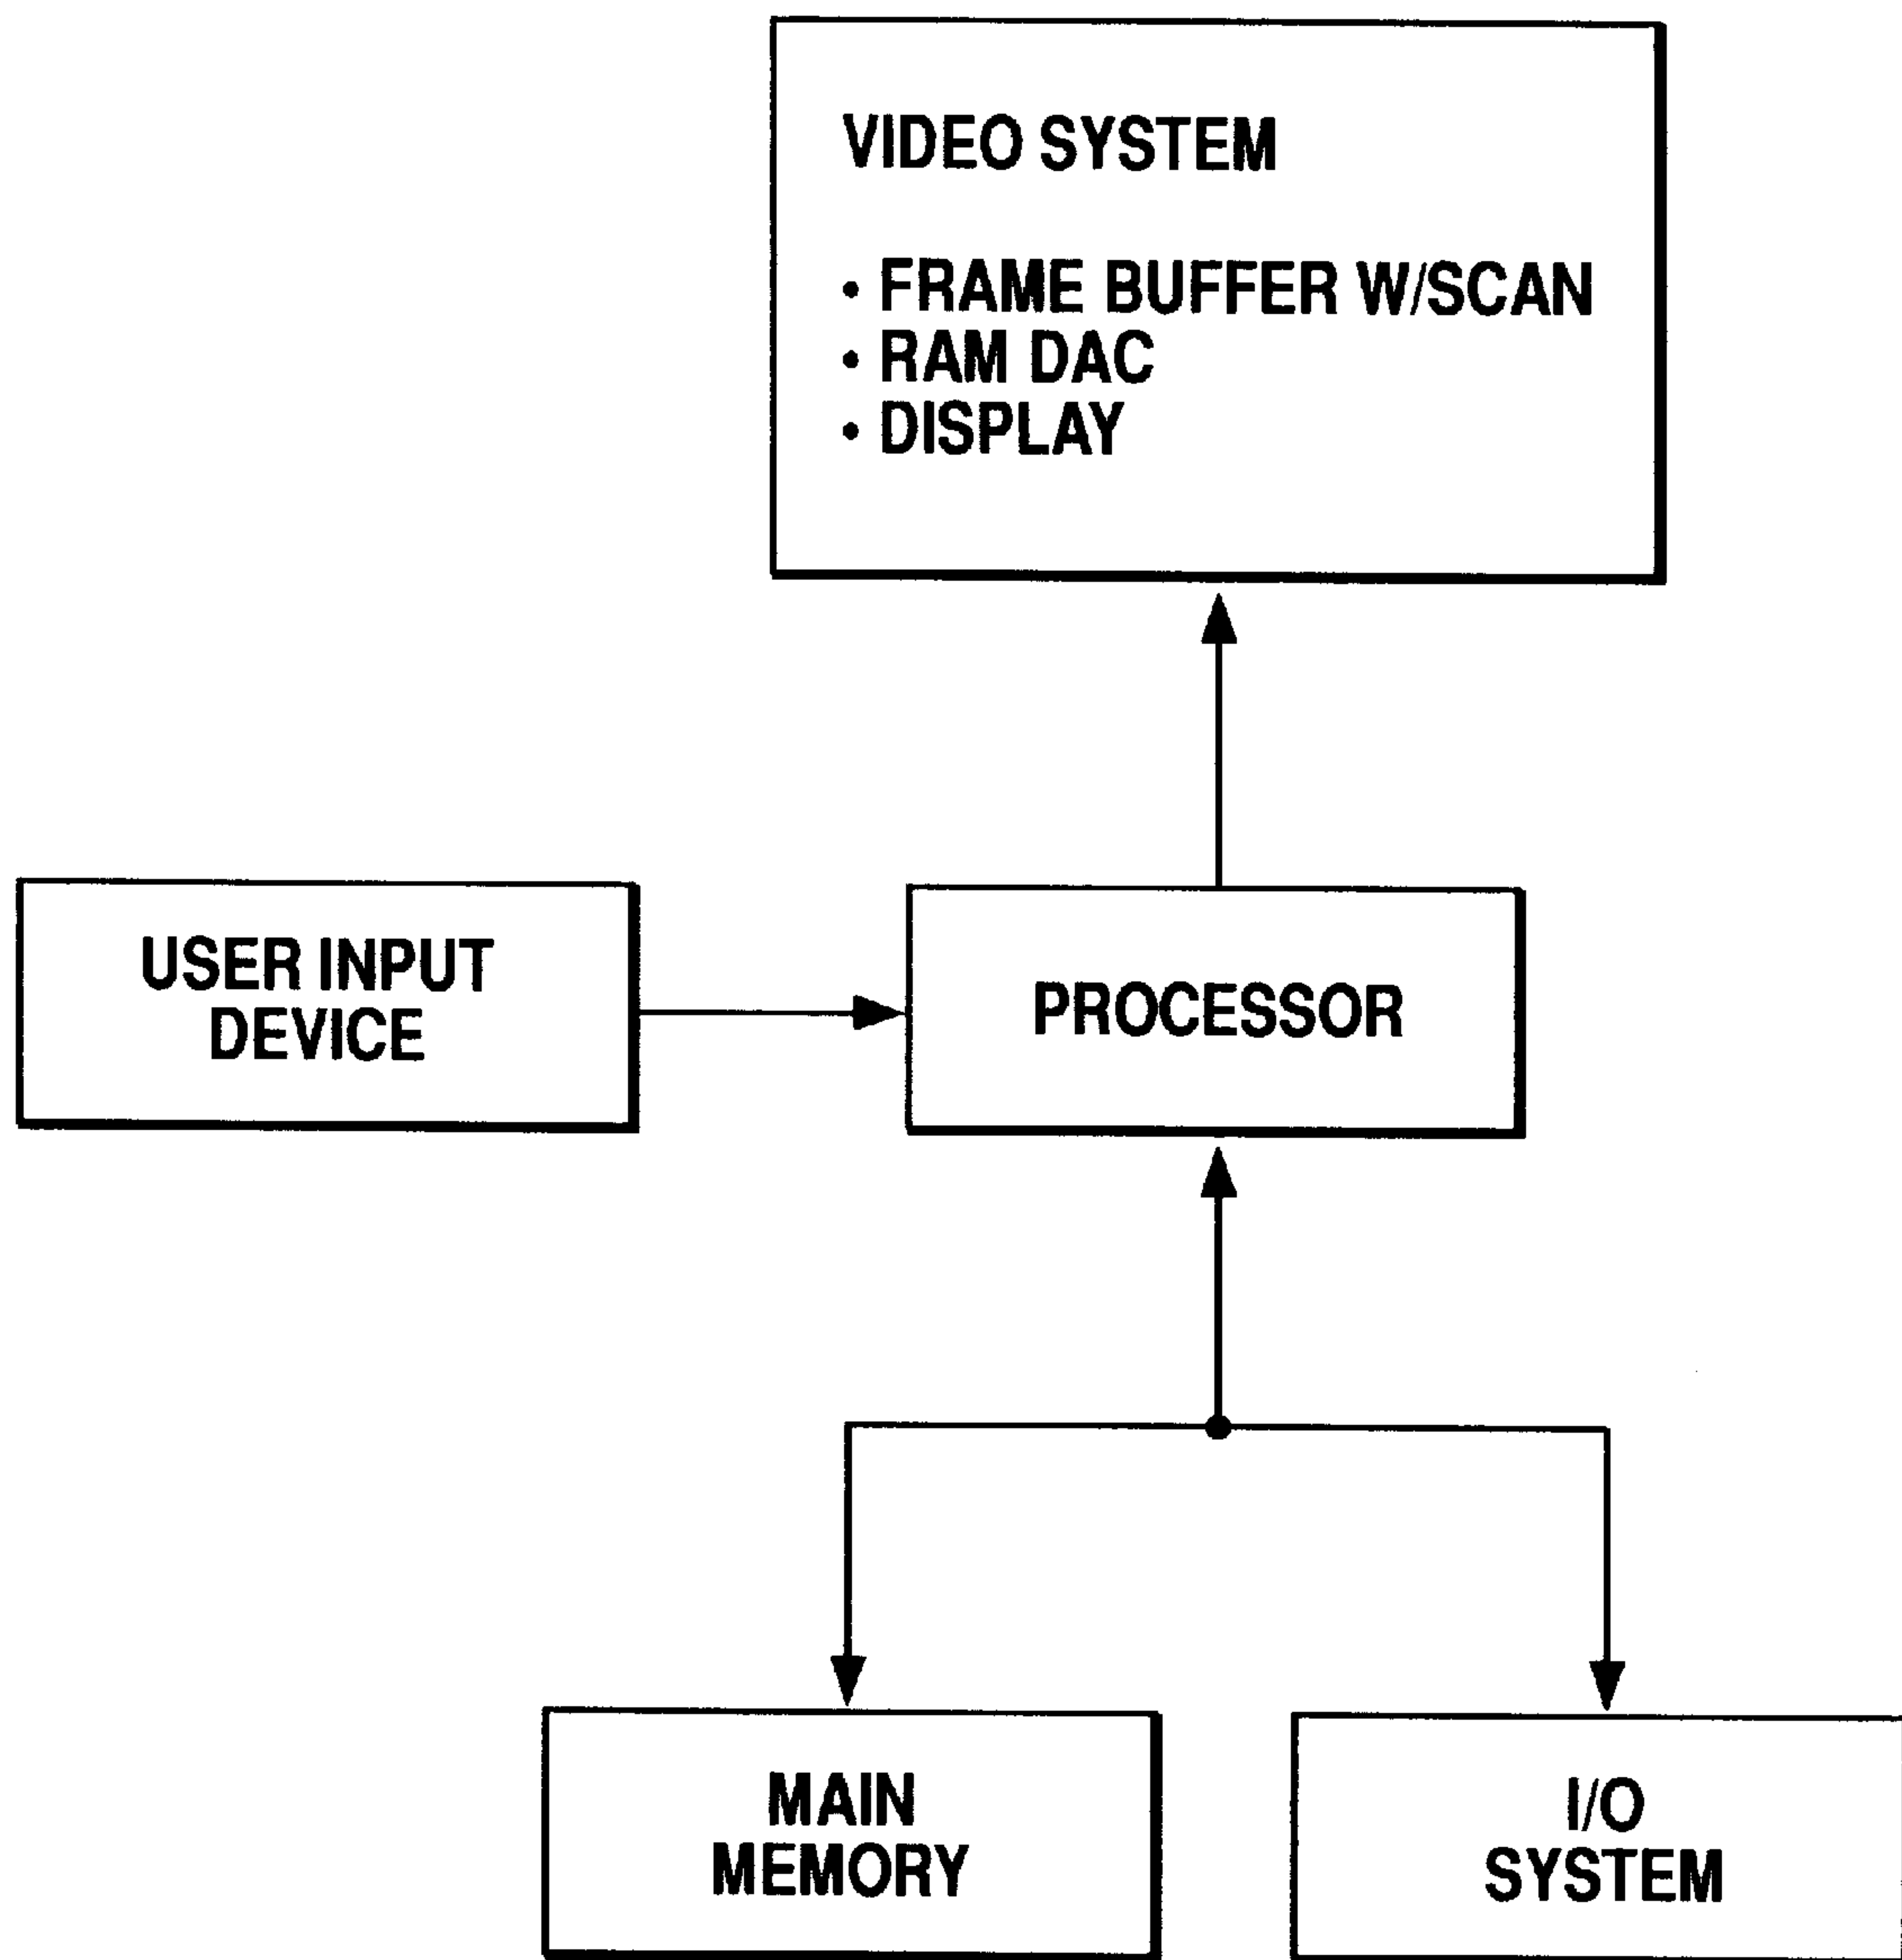 VIDEO SYSTEM
• FRAME BUFFER W/SCAN
• RAM DAC
• DISPLAY
USER INPUT
DEVICE
PROCESSOR
MAIN
MEMORY
I/O
SYSTEM